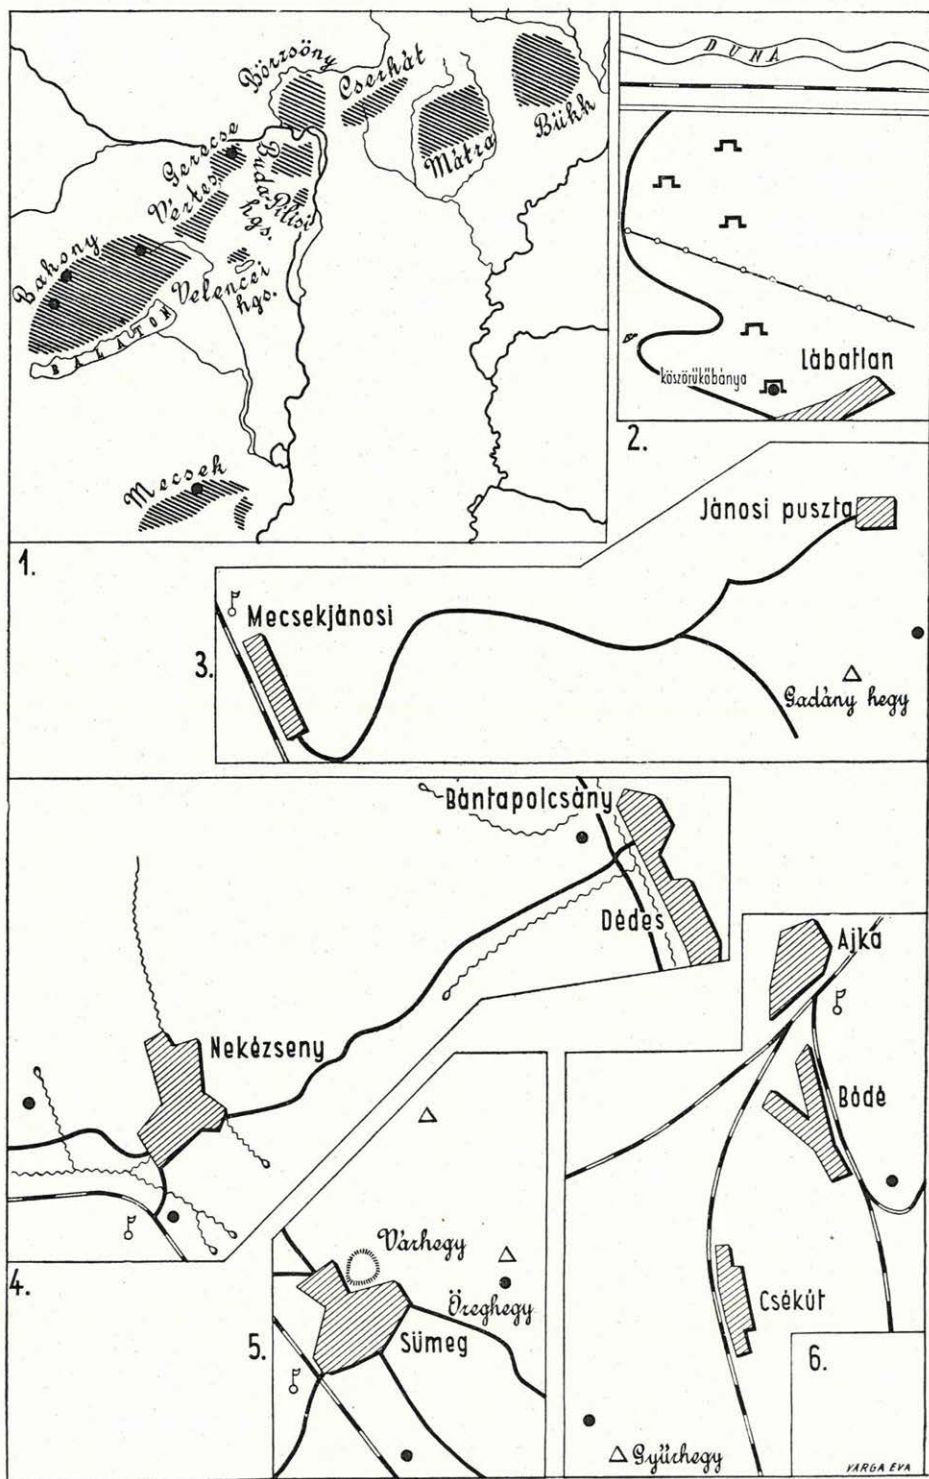 Börzsöny
Cserhát
Bükk
Mátra
Gerecse
Vértes
Buda-Pilisi
hgs.
Bakony
Velencei
hgs.
BALATON
Mecsek
1.
DUNA
köszörűkőbánya
Lábatlan
2.
Jánosi puszta
Mecsekjánosi
Gadány hegy
3.
Bántapolcsány
Dédes
Nekézseny
4.
Várhegy
Öreghegy
Sümeg
5.
Ajka
Bódé
Csékút
Gyűrhegy
6.
VARGA ÉVA